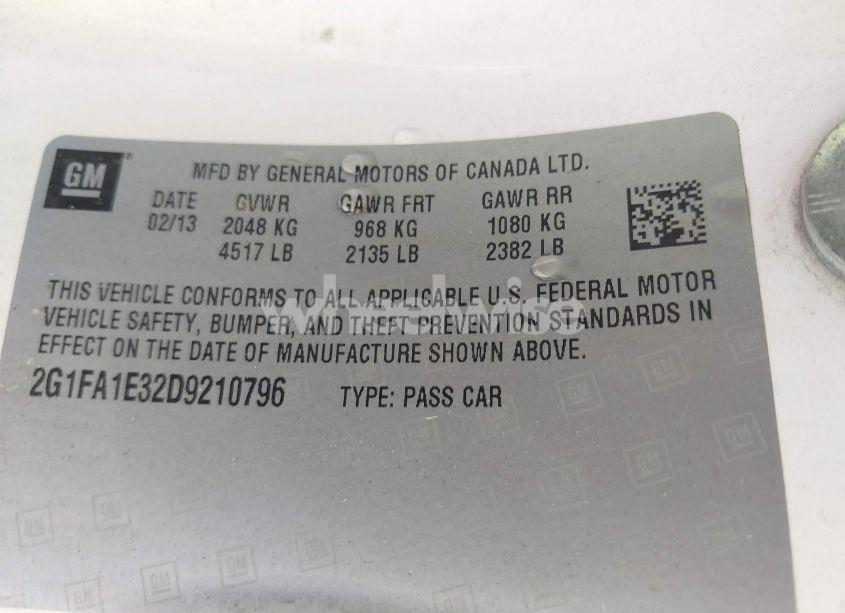 GM
MFD BY GENERAL MOTORS OF CANADA LTD.
DATE GVWR GAWR FRT GAWR RR
02/13 2048 KG 968 KG 1080 KG
4517 LB 2135 LB 2382 LB
THIS VEHICLE CONFORMS TO ALL APPLICABLE U.S. FEDERAL MOTOR
VEHICLE SAFETY, BUMPER, AND THEFT PREVENTION STANDARDS IN
EFFECT ON THE DATE OF MANUFACTURE SHOWN ABOVE.
2G1FA1E32D9210796 TYPE: PASS CAR
wheelwise